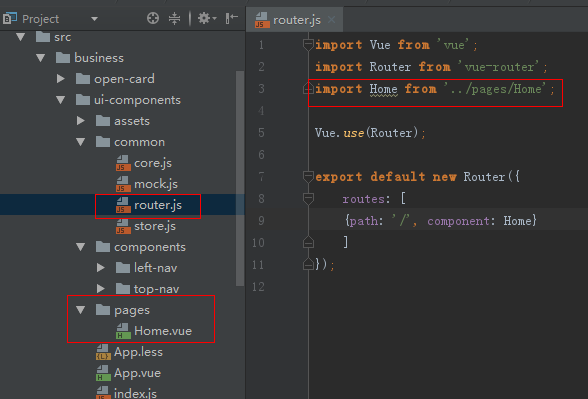 Project
src
business
open-card
ui-components
assets
common
core.js
mock.js
router.js
store.js
components
left-nav
top-nav
pages
Home.vue
App.less
App.vue
index.js
router.js
1 import Vue from 'vue';
2 import Router from 'vue-router';
3 import Home from '../pages/Home';
4
5 Vue.use(Router);
6
7 export default new Router({
8 routes: [
9 {path: '/', component: Home}
10 ]
11 });
12